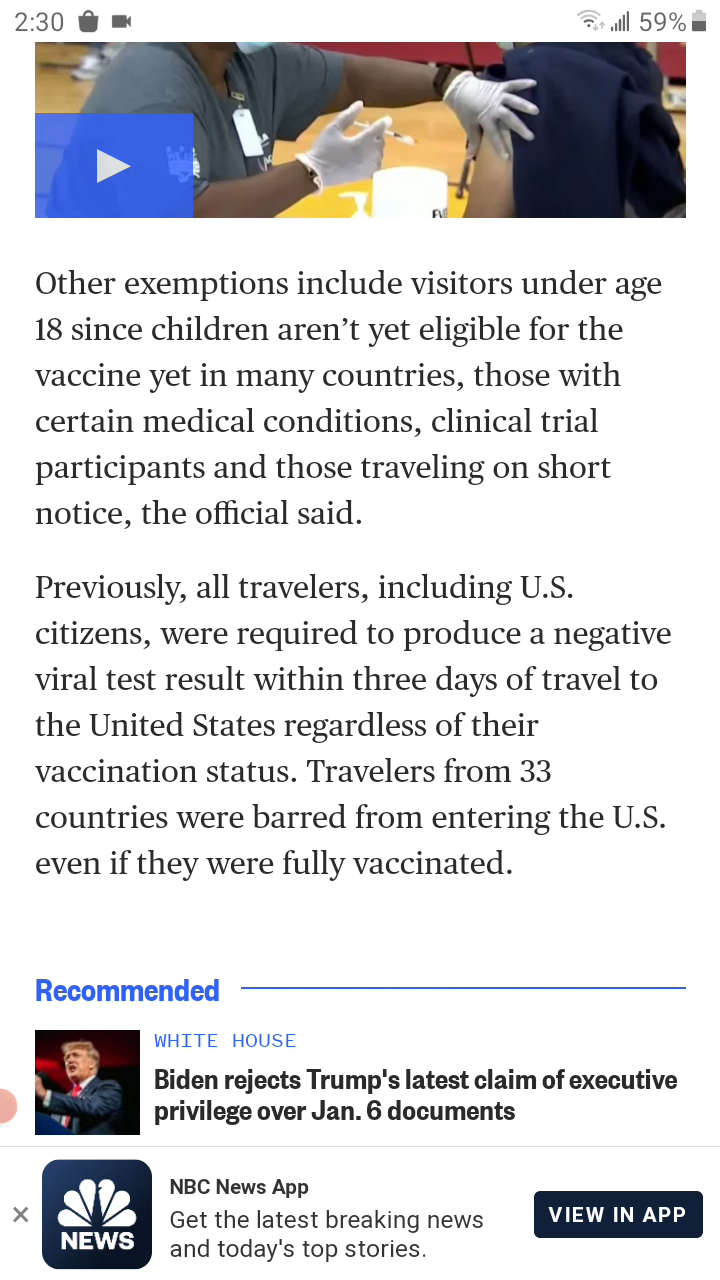 2:30
59%
Other exemptions include visitors under age
18 since children aren’t yet eligible for the
vaccine yet in many countries, those with
certain medical conditions, clinical trial
participants and those traveling on short
notice, the official said.
Previously, all travelers, including U.S.
citizens, were required to produce a negative
viral test result within three days of travel to
the United States regardless of their
vaccination status. Travelers from 33
countries were barred from entering the U.S.
even if they were fully vaccinated.
Recommended
WHITE HOUSE
Biden rejects Trump's latest claim of executive
privilege over Jan. 6 documents
NBC News App
Get the latest breaking news
and today's top stories.
NEWS
VIEW IN APP